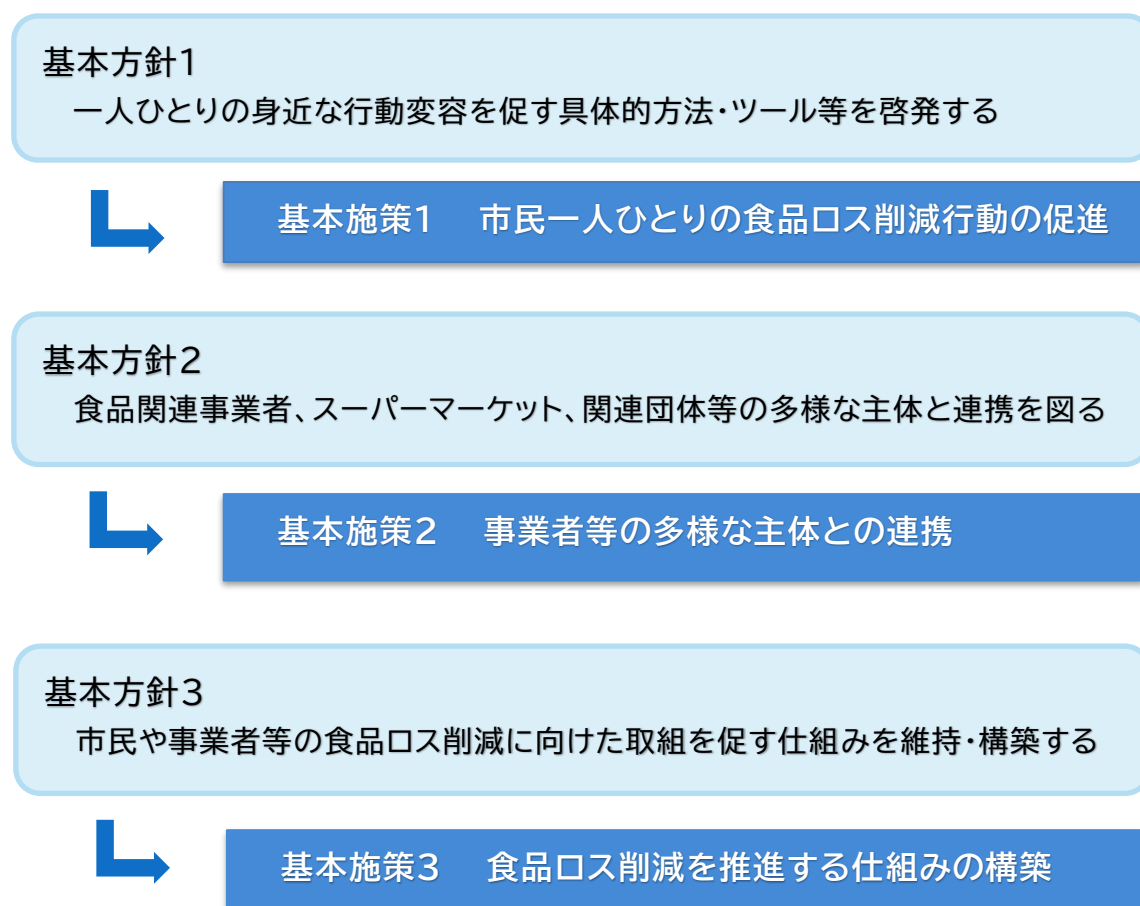 基本方針1
一人ひとりの身近な行動変容を促す具体的方法・ツール等を啓発する
基本施策1　市民一人ひとりの食品ロス削減行動の促進
基本方針2
食品関連事業者、スーパーマーケット、関連団体等の多様な主体と連携を図る
基本施策2　事業者等の多様な主体との連携
基本方針3
市民や事業者等の食品ロス削減に向けた取組を促す仕組みを維持・構築する
基本施策3　食品ロス削減を推進する仕組みの構築